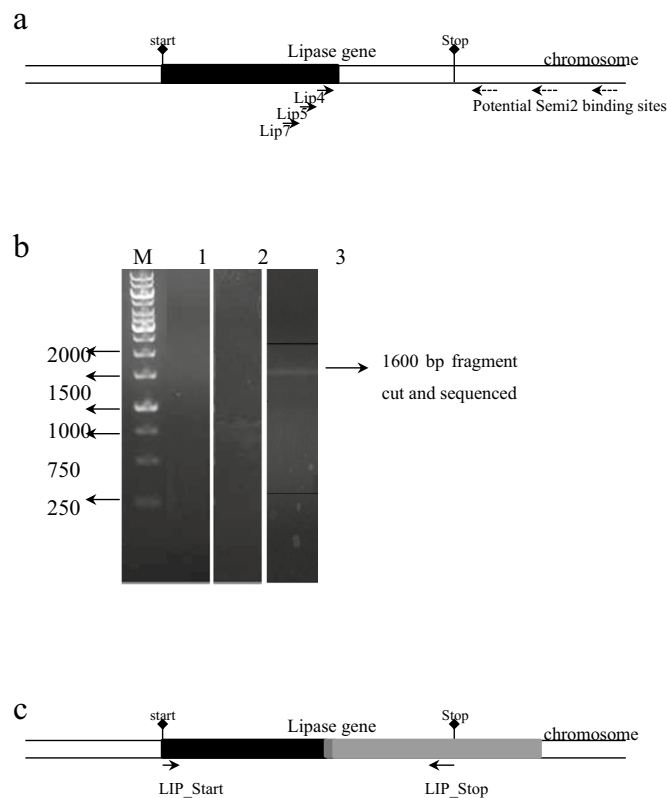 a
start
Lipase gene
Stop
chromosome
Lip4
Lip5
Lip7
Potential Semi2 binding sites
b
M 1 2 3
2000
1500
1000
750
250
1600 bp fragment
cut and sequenced
c
start
Lipase gene
Stop
chromosome
LIP_Start
LIP_Stop